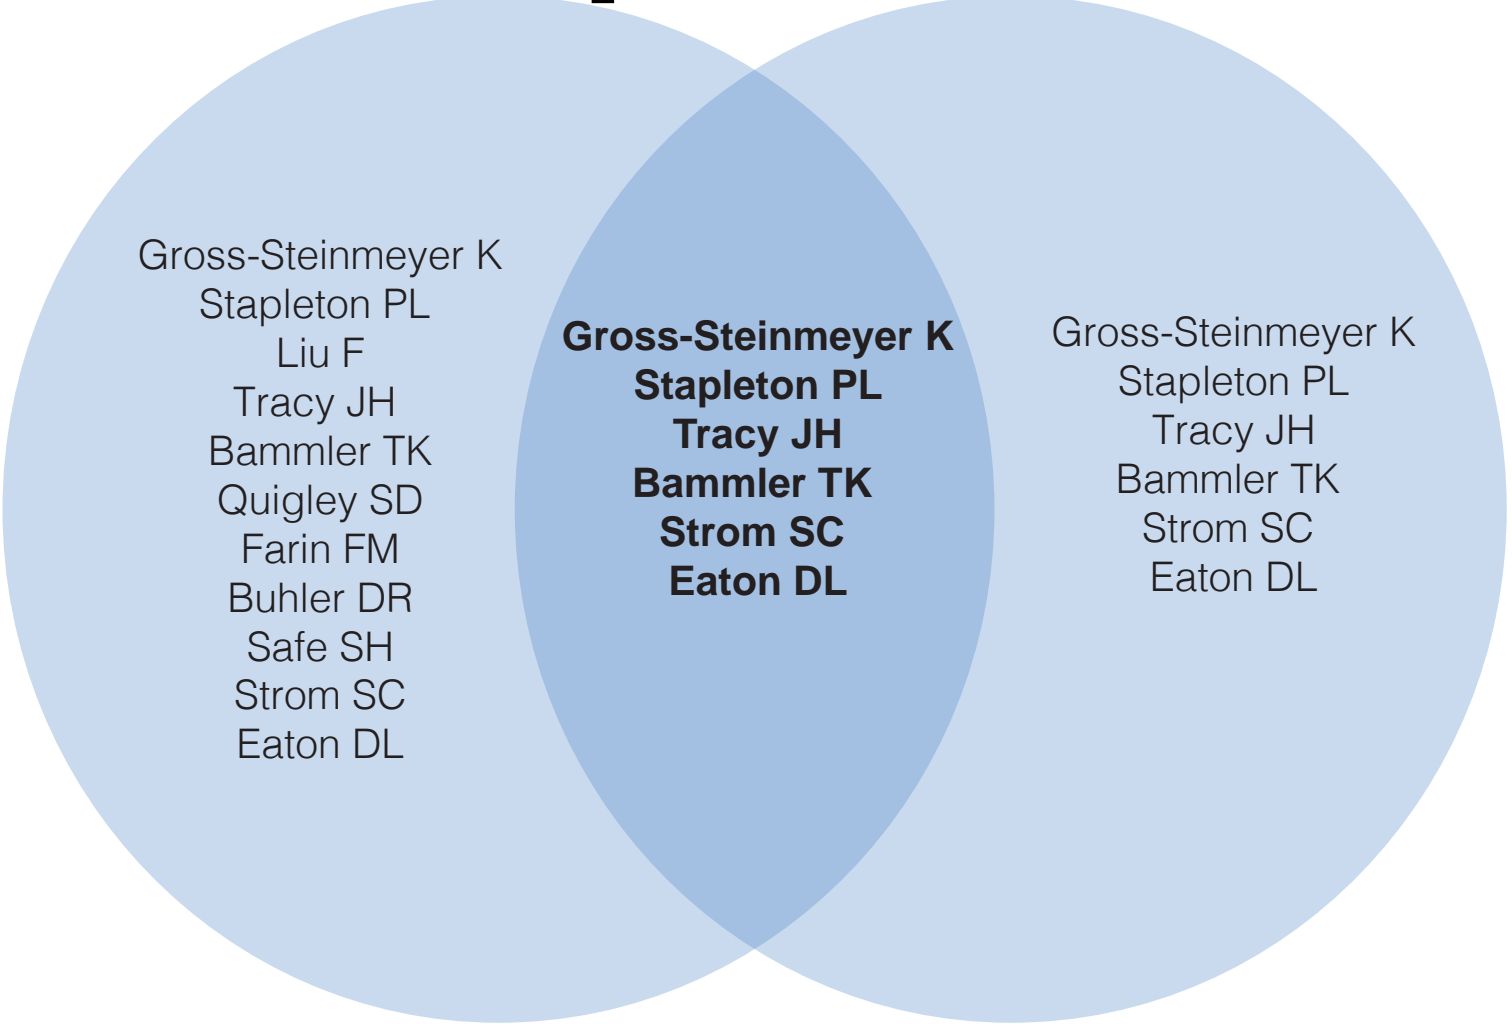 Gross-Steinmeyer K
Stapleton PL
Liu F
Tracy JH
Bammler TK
Quigley SD
Farin FM
Buhler DR
Safe SH
Strom SC
Eaton DL
Gross-Steinmeyer K
Stapleton PL
Tracy JH
Bammler TK
Strom SC
Eaton DL
Gross-Steinmeyer K
Stapleton PL
Tracy JH
Bammler TK
Strom SC
Eaton DL